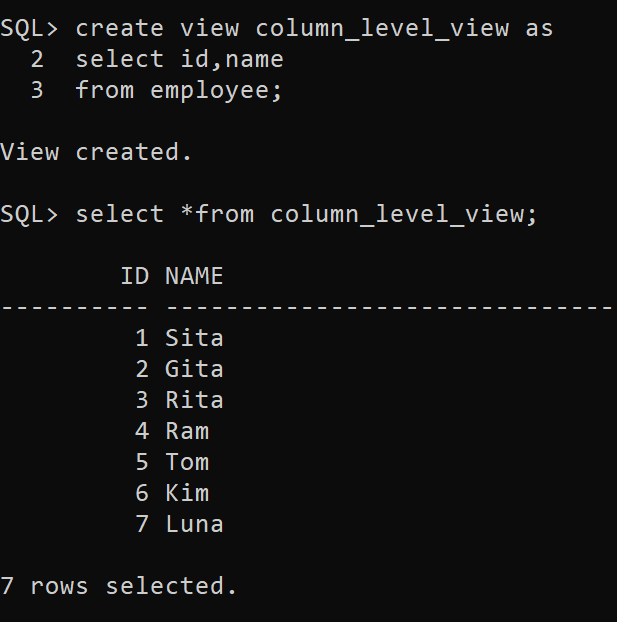 SQL> create view column_level_view as
  2  select id,name
  3  from employee;
View created.
SQL> select *from column_level_view;
        ID NAME
---------- ------------------------------
         1 Sita
         2 Gita
         3 Rita
         4 Ram
         5 Tom
         6 Kim
         7 Luna
7 rows selected.